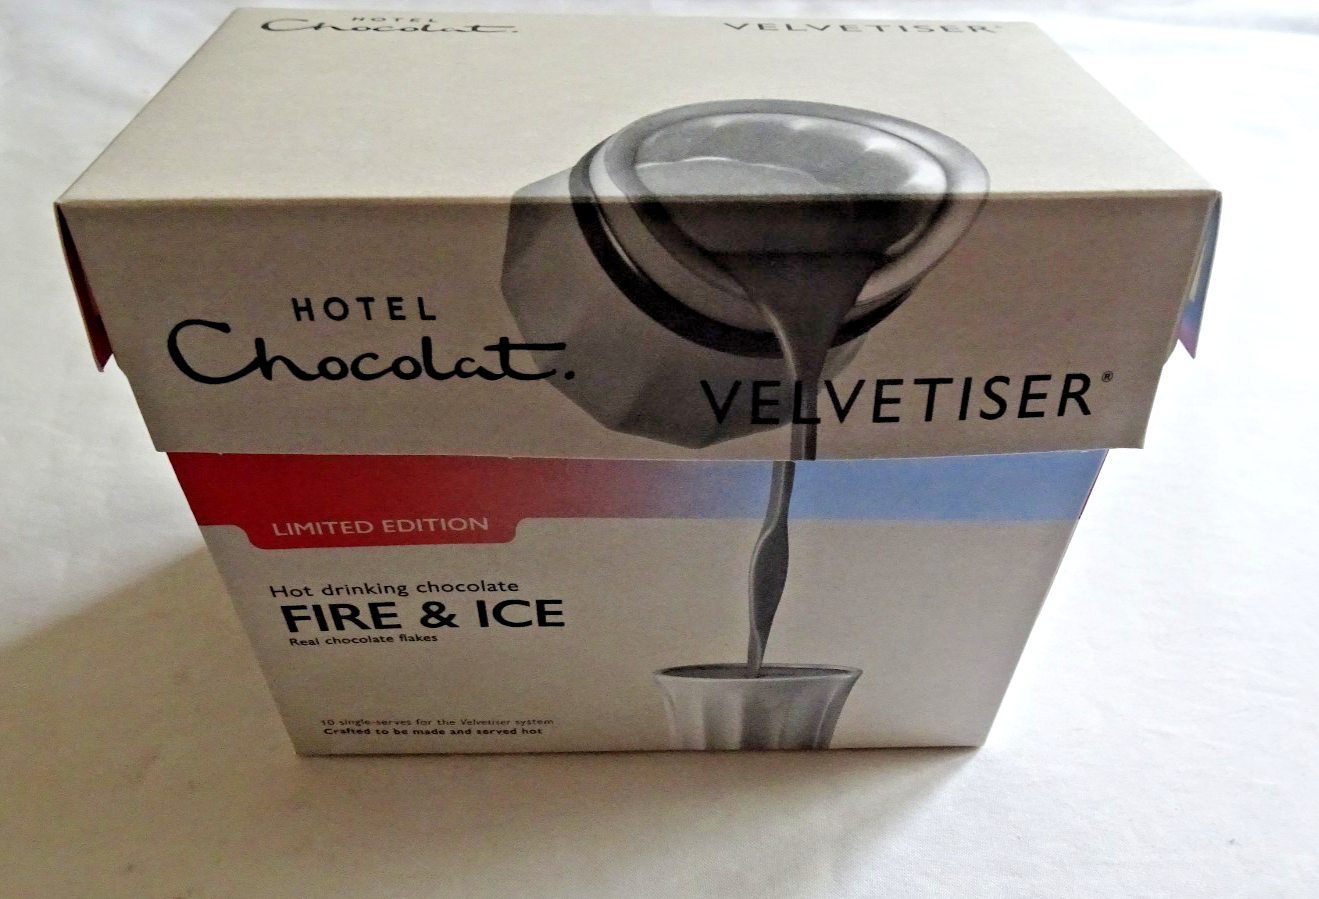 HOTEL
Chocolat.
VELVETISER®
HOTEL
Chocolat.
VELVETISER®
LIMITED EDITION
Hot drinking chocolate
FIRE & ICE
Real chocolate flakes
10 single-serves for the Velvetiser system
Crafted to be made and served hot